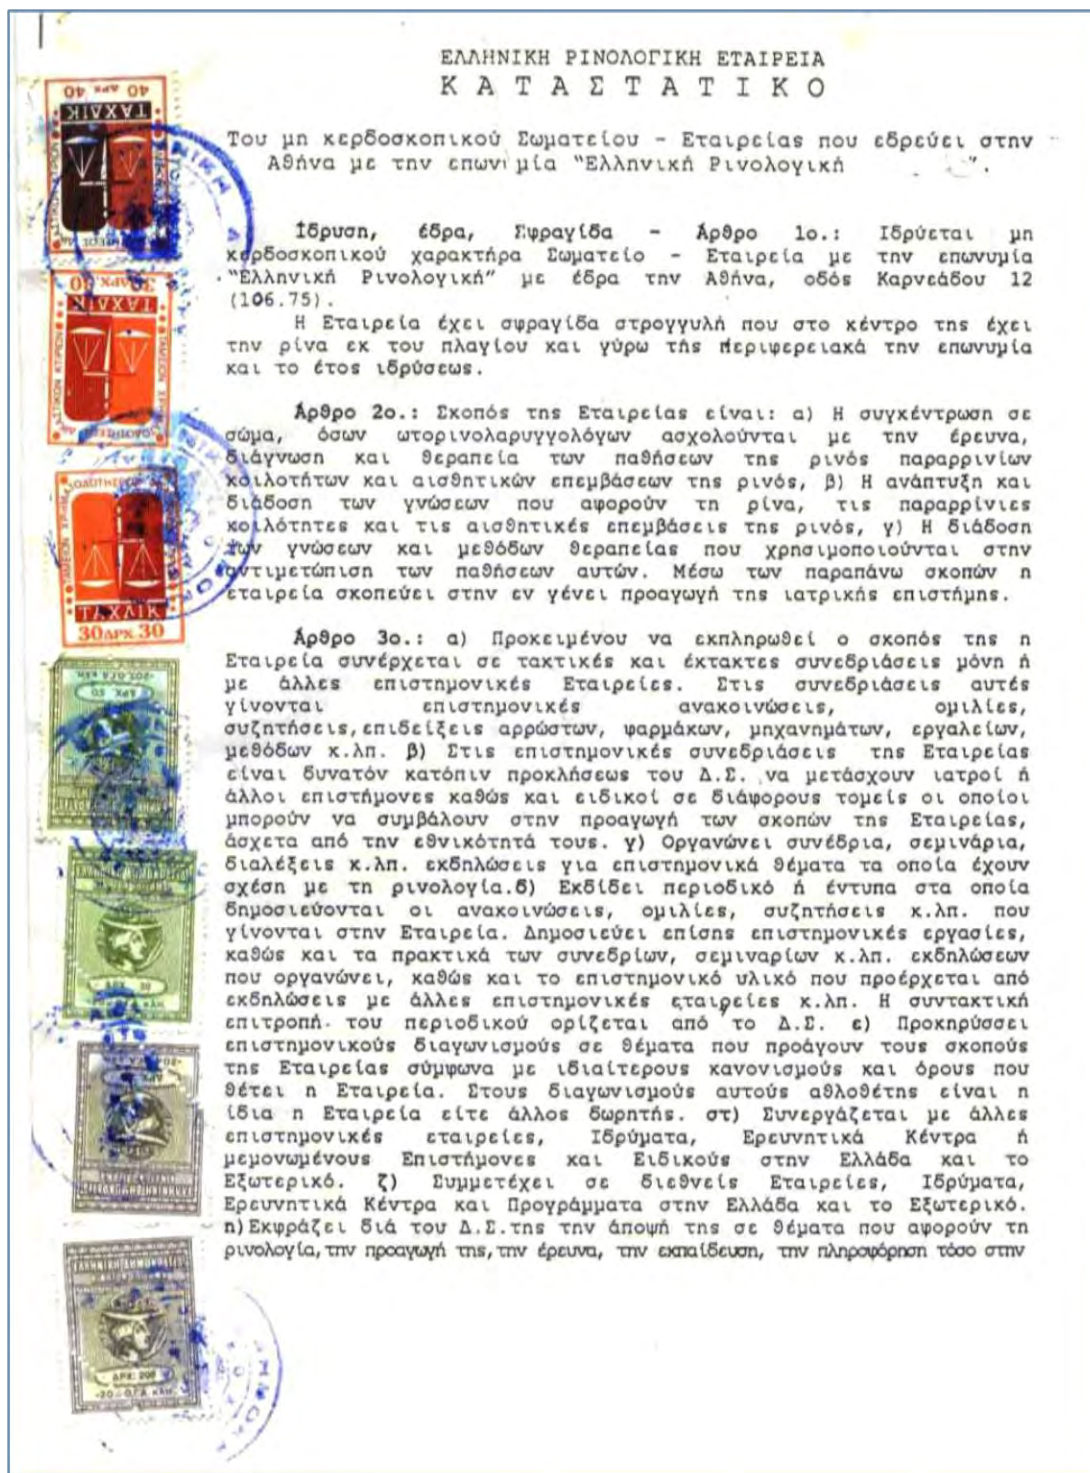 ΕΛΛΗΝΙΚΗ ΡΙΝΟΛΟΓΙΚΗ ΕΤΑΙΡΕΙΑ
Κ Α Τ Α Σ Τ Α Τ Ι Κ Ο
Του μη κερδοσκοπικού Σωματείου - Εταιρείας που εδρεύει στην
Αθήνα με την επωνυμία "Ελληνική Ρινολογική ".
Ίδρυση, έδρα, Σφραγίδα - Άρθρο 1ο.: Ιδρύεται μη
κερδοσκοπικού χαρακτήρα Σωματείο - Εταιρεία με την επωνυμία
"Ελληνική Ρινολογική" με έδρα την Αθήνα, οδός Καρνεάδου 12
(106.75).
Η Εταιρεία έχει σφραγίδα στρογγυλή που στο κέντρο της έχει
την ρίνα εκ του πλαγίου και γύρω της περιφερειακά την επωνυμία
και το έτος ιδρύσεως.
Άρθρο 2ο.: Σκοπός της Εταιρείας είναι: α) Η συγκέντρωση σε
σώμα, όσων ωτορινολαρυγγολόγων ασχολούνται με την έρευνα,
διάγνωση και θεραπεία των παθήσεων της ρινός παραρρινίων
κοιλοτήτων και αισθητικών επεμβάσεων της ρινός, β) Η ανάπτυξη και
διάδοση των γνώσεων που αφορούν τη ρίνα, τις παραρρίνιες
κοιλότητες και τις αισθητικές επεμβάσεις της ρινός, γ) Η διάδοση
των γνώσεων και μεθόδων θεραπείας που χρησιμοποιούνται στην
αντιμετώπιση των παθήσεων αυτών. Μέσω των παραπάνω σκοπών η
εταιρεία σκοπεύει στην εν γένει προαγωγή της ιατρικής επιστήμης.
Άρθρο 3ο.: α) Προκειμένου να εκπληρωθεί ο σκοπός της η
Εταιρεία συνέρχεται σε τακτικές και έκτακτες συνεδριάσεις μόνη ή
με άλλες επιστημονικές Εταιρείες. Στις συνεδριάσεις αυτές
γίνονται επιστημονικές ανακοινώσεις, ομιλίες,
συζητήσεις,επιδείξεις αρρώστων, φαρμάκων, μηχανημάτων, εργαλείων,
μεθόδων κ.λπ. β) Στις επιστημονικές συνεδριάσεις της Εταιρείας
είναι δυνατόν κατόπιν προκλήσεως του Δ.Σ. να μετάσχουν ιατροί ή
άλλοι επιστήμονες καθώς και ειδικοί σε διάφορους τομείς οι οποίοι
μπορούν να συμβάλουν στην προαγωγή των σκοπών της Εταιρείας,
άσχετα από την εθνικότητά τους. γ) Οργανώνει συνέδρια, σεμινάρια,
διαλέξεις κ.λπ. εκδηλώσεις για επιστημονικά θέματα τα οποία έχουν
σχέση με τη ρινολογία.δ) Εκδίδει περιοδικό ή έντυπα στα οποία
δημοσιεύονται οι ανακοινώσεις, ομιλίες, συζητήσεις κ.λπ. που
γίνονται στην Εταιρεία. Δημοσιεύει επίσης επιστημονικές εργασίες,
καθώς και τα πρακτικά των συνεδρίων, σεμιναρίων κ.λπ. εκδηλώσεων
που οργανώνει, καθώς και το επιστημονικό υλικό που προέρχεται από
εκδηλώσεις με άλλες επιστημονικές εταιρείες κ.λπ. Η συντακτική
επιτροπή του περιοδικού ορίζεται από το Δ.Σ. ε) Προκηρύσσει
επιστημονικούς διαγωνισμούς σε θέματα που προάγουν τους σκοπούς
της Εταιρείας σύμφωνα με ιδιαίτερους κανονισμούς και όρους που
θέτει η Εταιρεία. Στους διαγωνισμούς αυτούς αθλοθέτης είναι η
ίδια η Εταιρεία είτε άλλος δωρητής. στ) Συνεργάζεται με άλλες
επιστημονικές εταιρείες, Ιδρύματα, Ερευνητικά Κέντρα ή
μεμονωμένους Επιστήμονες και Ειδικούς στην Ελλάδα και το
Εξωτερικό. ζ) Συμμετέχει σε διεθνείς Εταιρείες, Ιδρύματα,
Ερευνητικά Κέντρα και Προγράμματα στην Ελλάδα και το Εξωτερικό.
η)Εκφράζει διά του Δ.Σ.της την άποψή της σε θέματα που αφορούν τη
ρινολογία,την προαγωγή της,την έρευνα, την εκπαίδευση, την πληροφόρηση τόσο στην
40 ΔΡΧ 40
ΤΑΧΔΙΚ
30 ΔΡΧ. 30
ΤΑΧΔΙΚ
ΤΑΧΔΙΚ
30 ΔΡΧ. 30
ΔΡΧ. 50
ΔΡΧ. 200